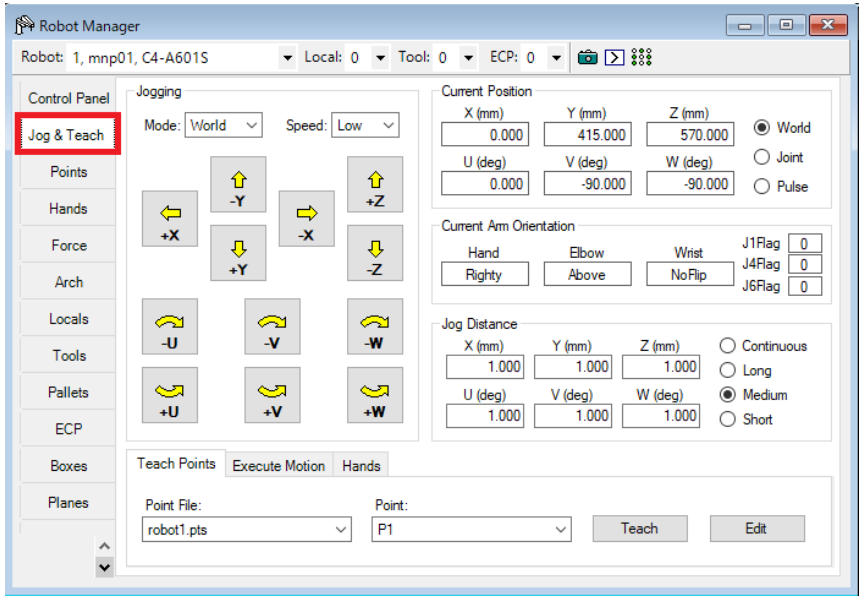 Robot Manager
Robot: 1, mnp01, C4-A601S Local: 0 Tool: 0 ECP: 0
Control Panel
Jog & Teach
Points
Hands
Force
Arch
Locals
Tools
Pallets
ECP
Boxes
Planes
Jogging
Mode: World Speed: Low
-Y +Z
+X -X
+Y -Z
-U -V -W
+U +V +W
Current Position
X (mm) Y (mm) Z (mm)
0.000 415.000 570.000
U (deg) V (deg) W (deg)
0.000 -90.000 -90.000
World
Joint
Pulse
Current Arm Orientation
Hand Elbow Wrist
Righty Above NoFlip
J1Flag 0
J4Flag 0
J6Flag 0
Jog Distance
X (mm) Y (mm) Z (mm)
1.000 1.000 1.000
U (deg) V (deg) W (deg)
1.000 1.000 1.000
Continuous
Long
Medium
Short
Teach Points Execute Motion Hands
Point File: Point:
robot1.pts P1 Teach Edit